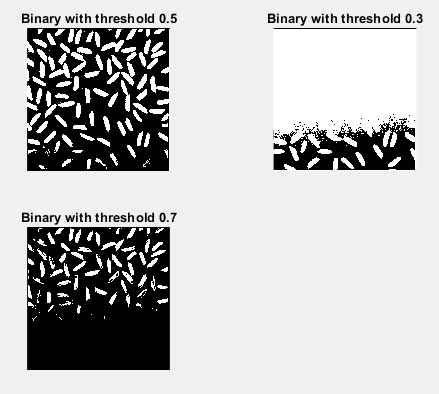 Binary with threshold 0.5
Binary with threshold 0.3
Binary with threshold 0.7